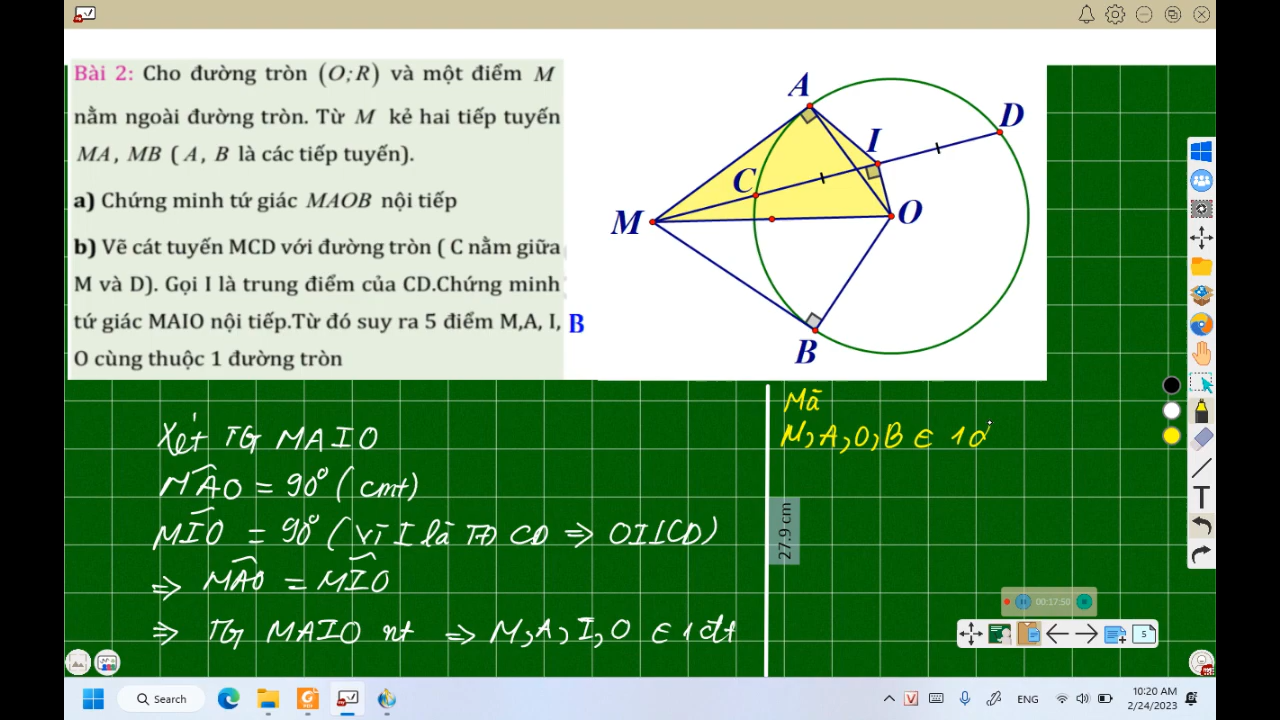 Bài 2: Cho đường tròn (O;R) và một điểm M
nằm ngoài đường tròn. Từ M kẻ hai tiếp tuyến
MA, MB ( A, B là các tiếp tuyến).
a) Chứng minh tứ giác MAOB nội tiếp
b) Vẽ cát tuyến MCD với đường tròn ( C nằm giữa
M và D). Gọi I là trung điểm của CD.Chứng minh
tứ giác MAIO nội tiếp.Từ đó suy ra 5 điểm M,A, I, B
O cùng thuộc 1 đường tròn
A
D
I
C
M
O
B
Xét TG MAIO
MAO = 90° (cmt)
MIO = 90° (vì I là TĐ CD ⇒ OI⊥CD)
⇒ MAO = MIO
⇒ TG MAIO nt ⇒ M,A,I,O ∈ 1 đt
Mà
M,A,O,B ∈ 1
27.9 cm
00:17:50
5
Search
ENG
10:20 AM
2/24/2023